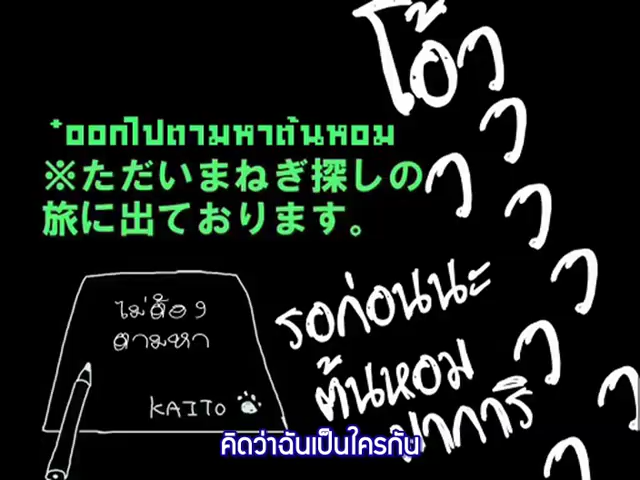 โอ้ววววววววว
*ออกไปตามหาต้นหอม
※ただいまねぎ探しの
旅に出ております。
ไม่ต้อง
ตามหา
KAITO
รอก่อนนะ
ต้นหอม
คิดว่าฉันเป็นใครกัน